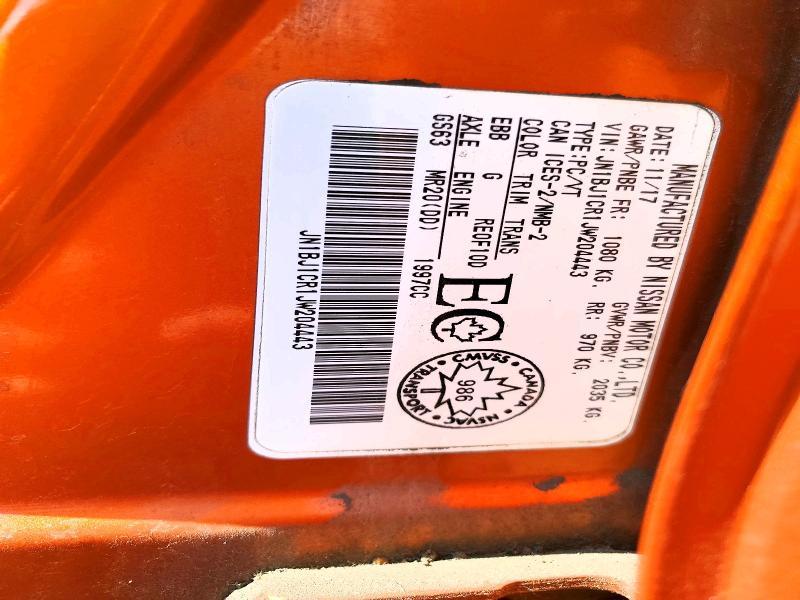 MANUFACTURED BY NISSAN MOTOR CO.,LTD.
DATE: 11/17 GVWR/PNBV: 2035 KG.
GAWR/PNBE FR: 1080 KG. RR: 970 KG.
VIN: JN1BJ1CR1JW204443
TYPE:PC/VT
CAN ICES-2/NMB-2
COLOR TRIM TRANS
EBB G REOF10D
AXLE ENGINE
GS63 MR20(DD) 1997CC
EC
CMVSS • CANADA • NSVAC • TRANSPORT •
986
JN1BJ1CR1JW204443